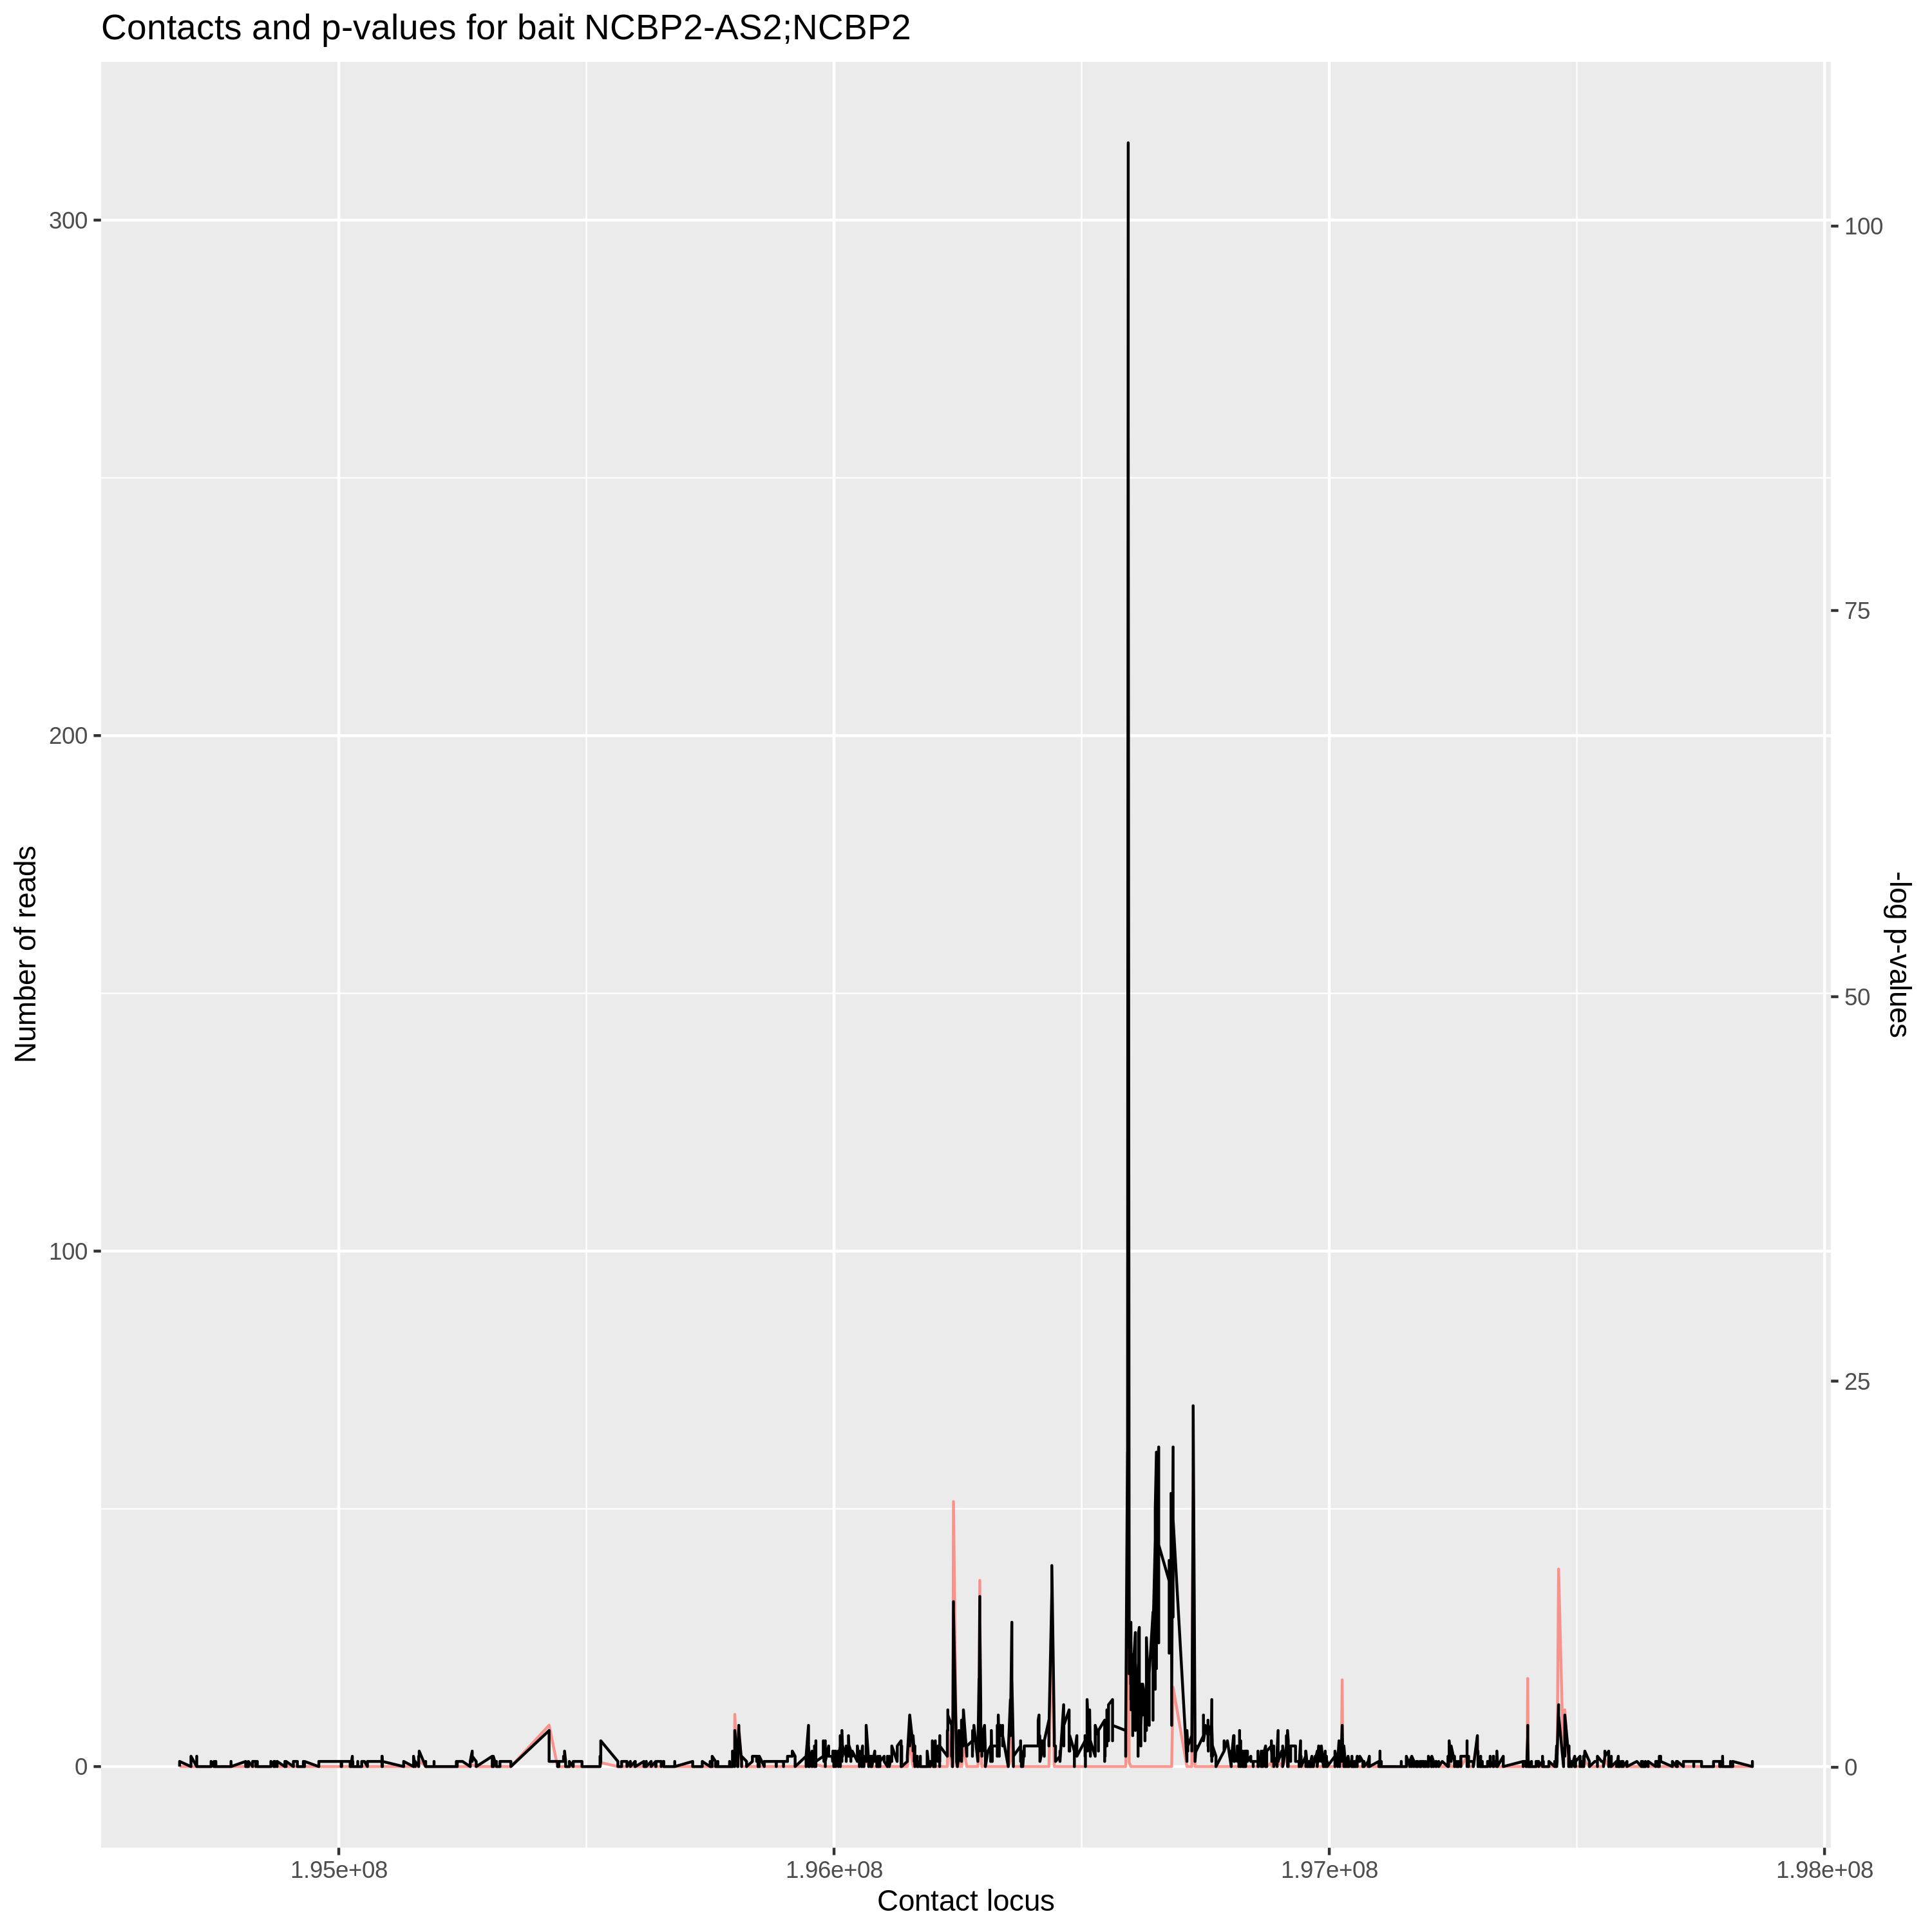 Contacts and p-values for bait NCBP2-AS2;NCBP2
300
200
100
0
Number of reads
100
75
50
25
0
-log p-values
1.95e+08
1.96e+08
1.97e+08
1.98e+08
Contact locus